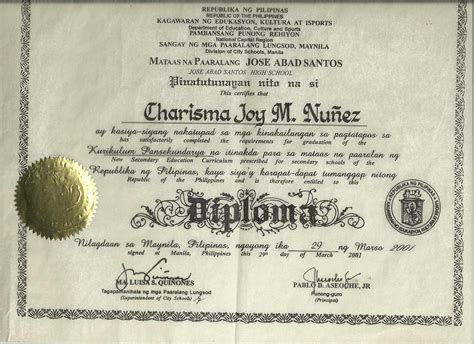 REPUBLIKA NG PILIPINAS
REPUBLIC OF THE PHILIPPINES
KAGAWARAN NG EDUKASYON, KULTURA AT ISPORTS
Department of Education, Culture and Sports
PAMBANSANG PUNONG REHIYON
National Capital Region
SANGAY NG MGA PAARALANG LUNGSOD, MAYNILA
Division of City Schools, Manila
MATAAS NA PAARALANG JOSE ABAD SANTOS
JOSE ABAD SANTOS HIGH SCHOOL
Pinatutunayan nito na si
This certifies that
Charisma Joy M. Nuñez
ay kasiya-siyang nakatupad sa mga kinakailangan sa pagtatapos sa
has satisfactorily completed the requirements for graduation of the
Kurikulum Pansekundarya na itinakda para sa mataas na paaralan ng
New Secondary Education Curriculum prescribed for secondary schools of the
Republika ng Pilipinas, kaya siya'y karapat-dapat tumanggap nitong
Republic of the Philippines and is therefore entitled to this
Diploma
REPUBLIKA NG PILIPINAS
Nilagdaan sa Maynila, Pilipinas, ngayong ika 29 ng Marso 2001
signed at Manila, Philippines this 29th day of March 2001
MA. LUISA S. QUIÑONES
PABLO D. ASEOCHE, JR
Tagapamanihala ng mga Paaralang Lungsod
Punong-guro
(Superintendent of City Schools)
(Principal)